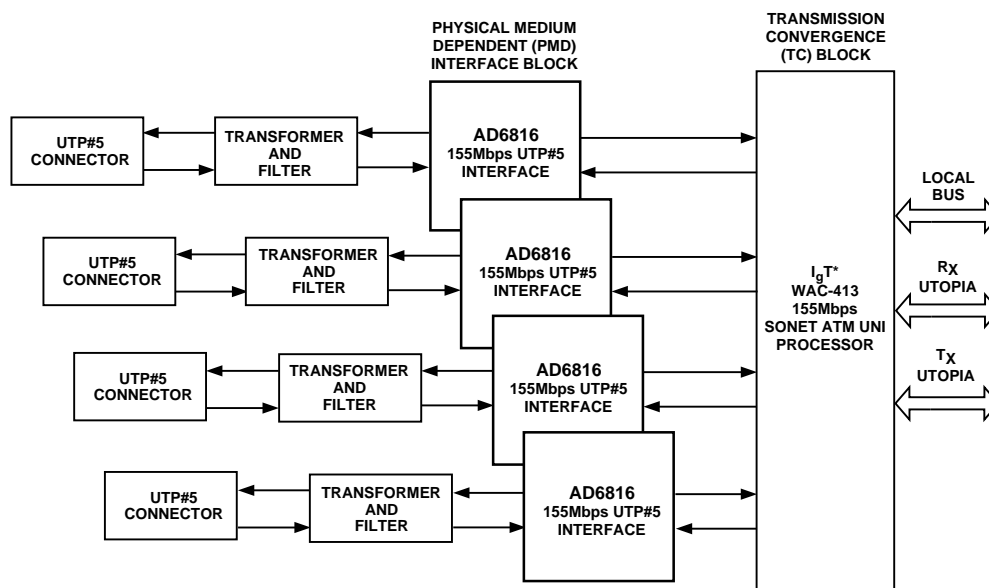 PHYSICAL MEDIUM
DEPENDENT (PMD)
INTERFACE BLOCK
TRANSMISSION
CONVERGENCE
(TC) BLOCK
UTP#5
CONNECTOR
TRANSFORMER
AND
FILTER
AD6816
155Mbps UTP#5
INTERFACE
UTP#5
CONNECTOR
TRANSFORMER
AND
FILTER
AD6816
155Mbps UTP#5
INTERFACE
UTP#5
CONNECTOR
TRANSFORMER
AND
FILTER
AD6816
155Mbps UTP#5
INTERFACE
UTP#5
CONNECTOR
TRANSFORMER
AND
FILTER
AD6816
155Mbps UTP#5
INTERFACE
IgT*
WAC-413
155Mbps
SONET ATM UNI
PROCESSOR
LOCAL
BUS
RX
UTOPIA
TX
UTOPIA